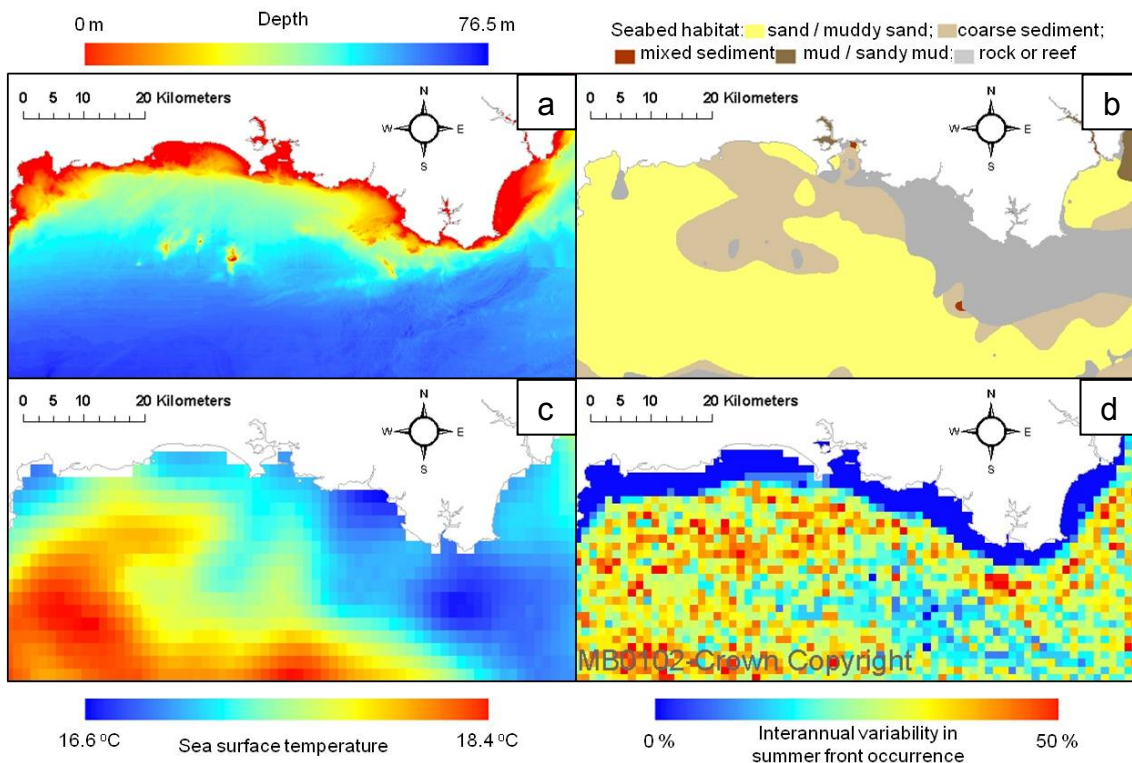 Depth
0 m 76.5 m
Seabed habitat: sand / muddy sand; coarse sediment;
mixed sediment mud / sandy mud; rock or reef
0 5 10 20 Kilometers
N
W E
S
a
0 5 10 20 Kilometers
N
W E
S
b
0 5 10 20 Kilometers
N
W E
S
c
0 5 10 20 Kilometers
N
W E
S
d
MB0102-Crown Copyright
16.6 ºC Sea surface temperature 18.4 ºC
0 % Interannual variability in 50 %
summer front occurrence